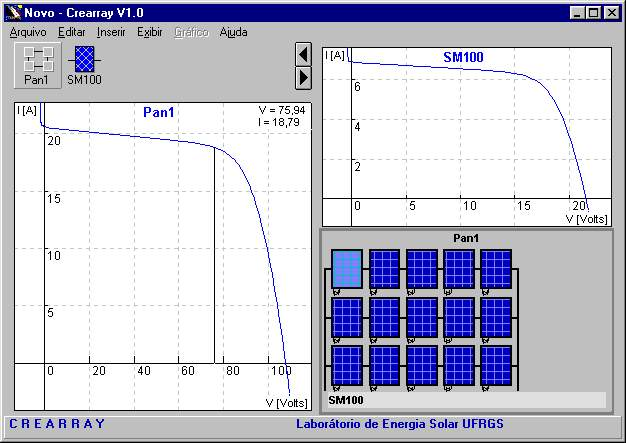 Novo - Crearray V1.0
Arquivo Editar Inserir Exibir Gráfico Ajuda
Pan1 SM100
I [A] Pan1 V = 75,94
I = 18,79
20
15
10
5
0 20 40 60 80 100
V [Volts]
I [A] SM100
6
4
2
0 5 10 15 20
V [Volts]
Pan1
SM100
C R E A R R A Y Laborátorio de Energia Solar UFRGS